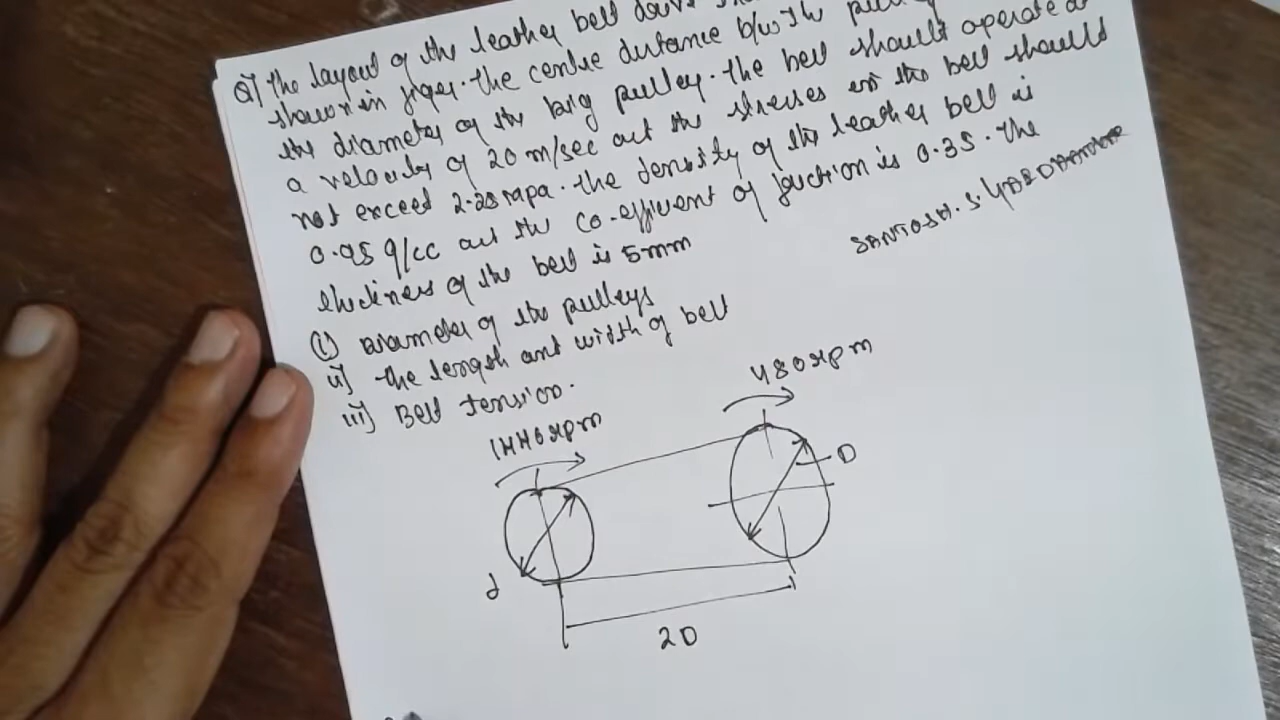 Q) The layout of the leather belt drive
shown in figer. the centre distance b/w th
the diameter of the big pulley. the belt should operate at
a velocity of 20 m/sec and the stresses in the belt should
not exceed 2.25 mpa. the density of the leather belt is
0.95 g/cc and the co-efficient of friction is 0.35. the
thickness of the belt is 5mm
SANTOSH.S.
i) Diameter of the pulleys
ii) the length and width of belt
iii) Belt tension.
1440 rpm
480 rpm
D
d
2D